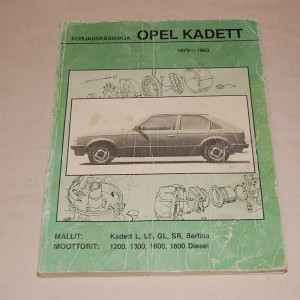 KORJAUSKÄSIKIRJA OPEL KADETT
1979—1983
MALLIT: Kadett L, LS, GL, SR, Berlina
MOOTTORIT: 1200, 1300, 1600, 1600 Diesel